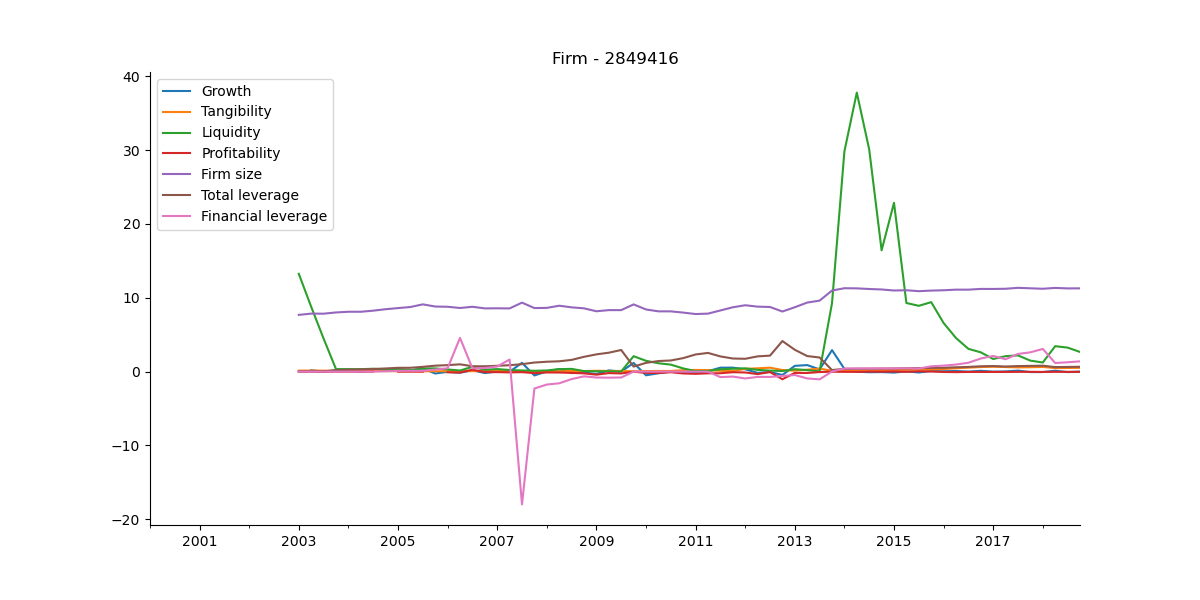 Firm - 2849416
40
30
20
10
0
−10
−20
Growth
Tangibility
Liquidity
Profitability
Firm size
Total leverage
Financial leverage
2001 2003 2005 2007 2009 2011 2013 2015 2017